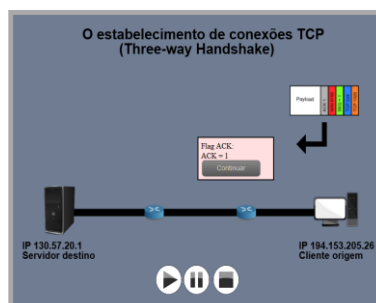 O estabelecimento de conexões TCP
(Three-way Handshake)
Payload
Flag ACK:
ACK = 1
Continuar
IP 130.57.20.1
Servidor destino
IP 194.153.205.26
Cliente origem